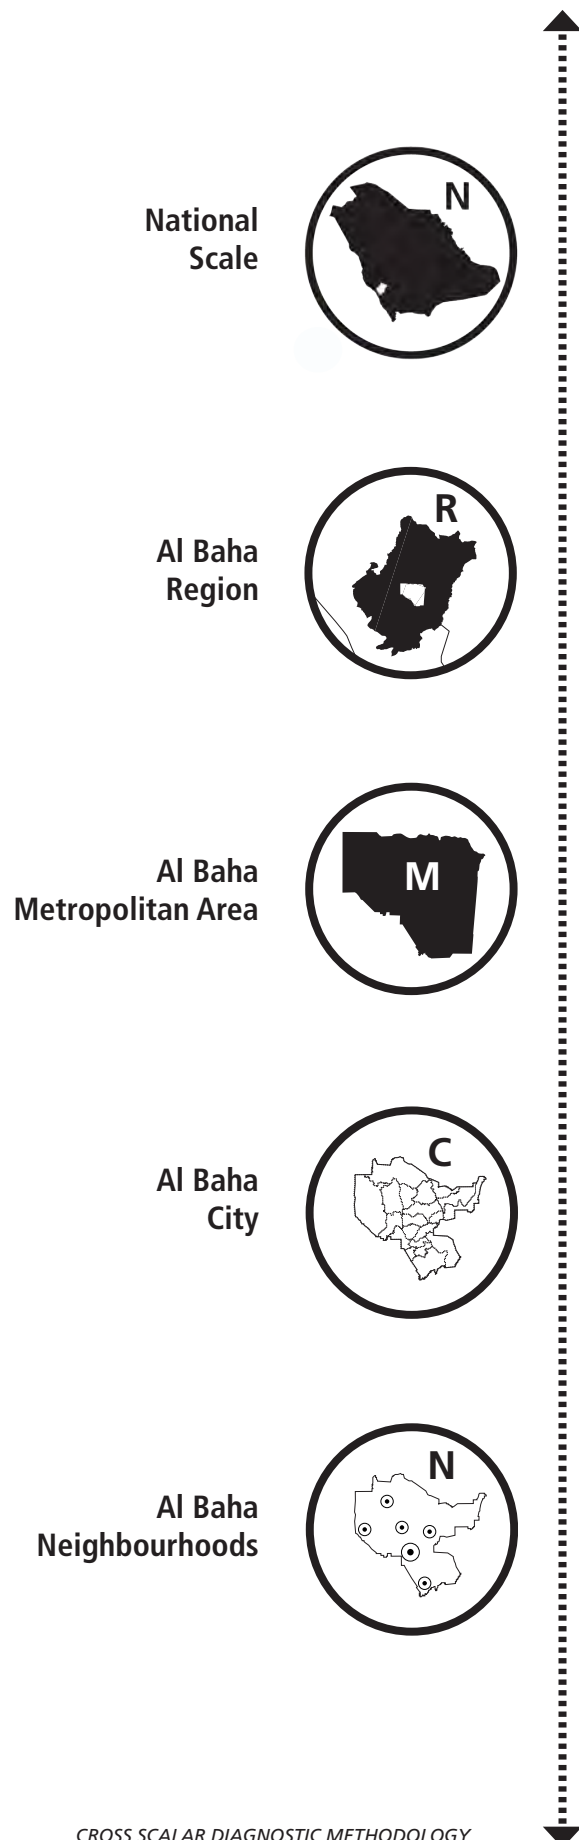 N
National
Scale
R
Al Baha
Region
M
Al Baha
Metropolitan Area
C
Al Baha
City
N
Al Baha
Neighbourhoods
CROSS SCALAR DIAGNOSTIC METHODOLOGY